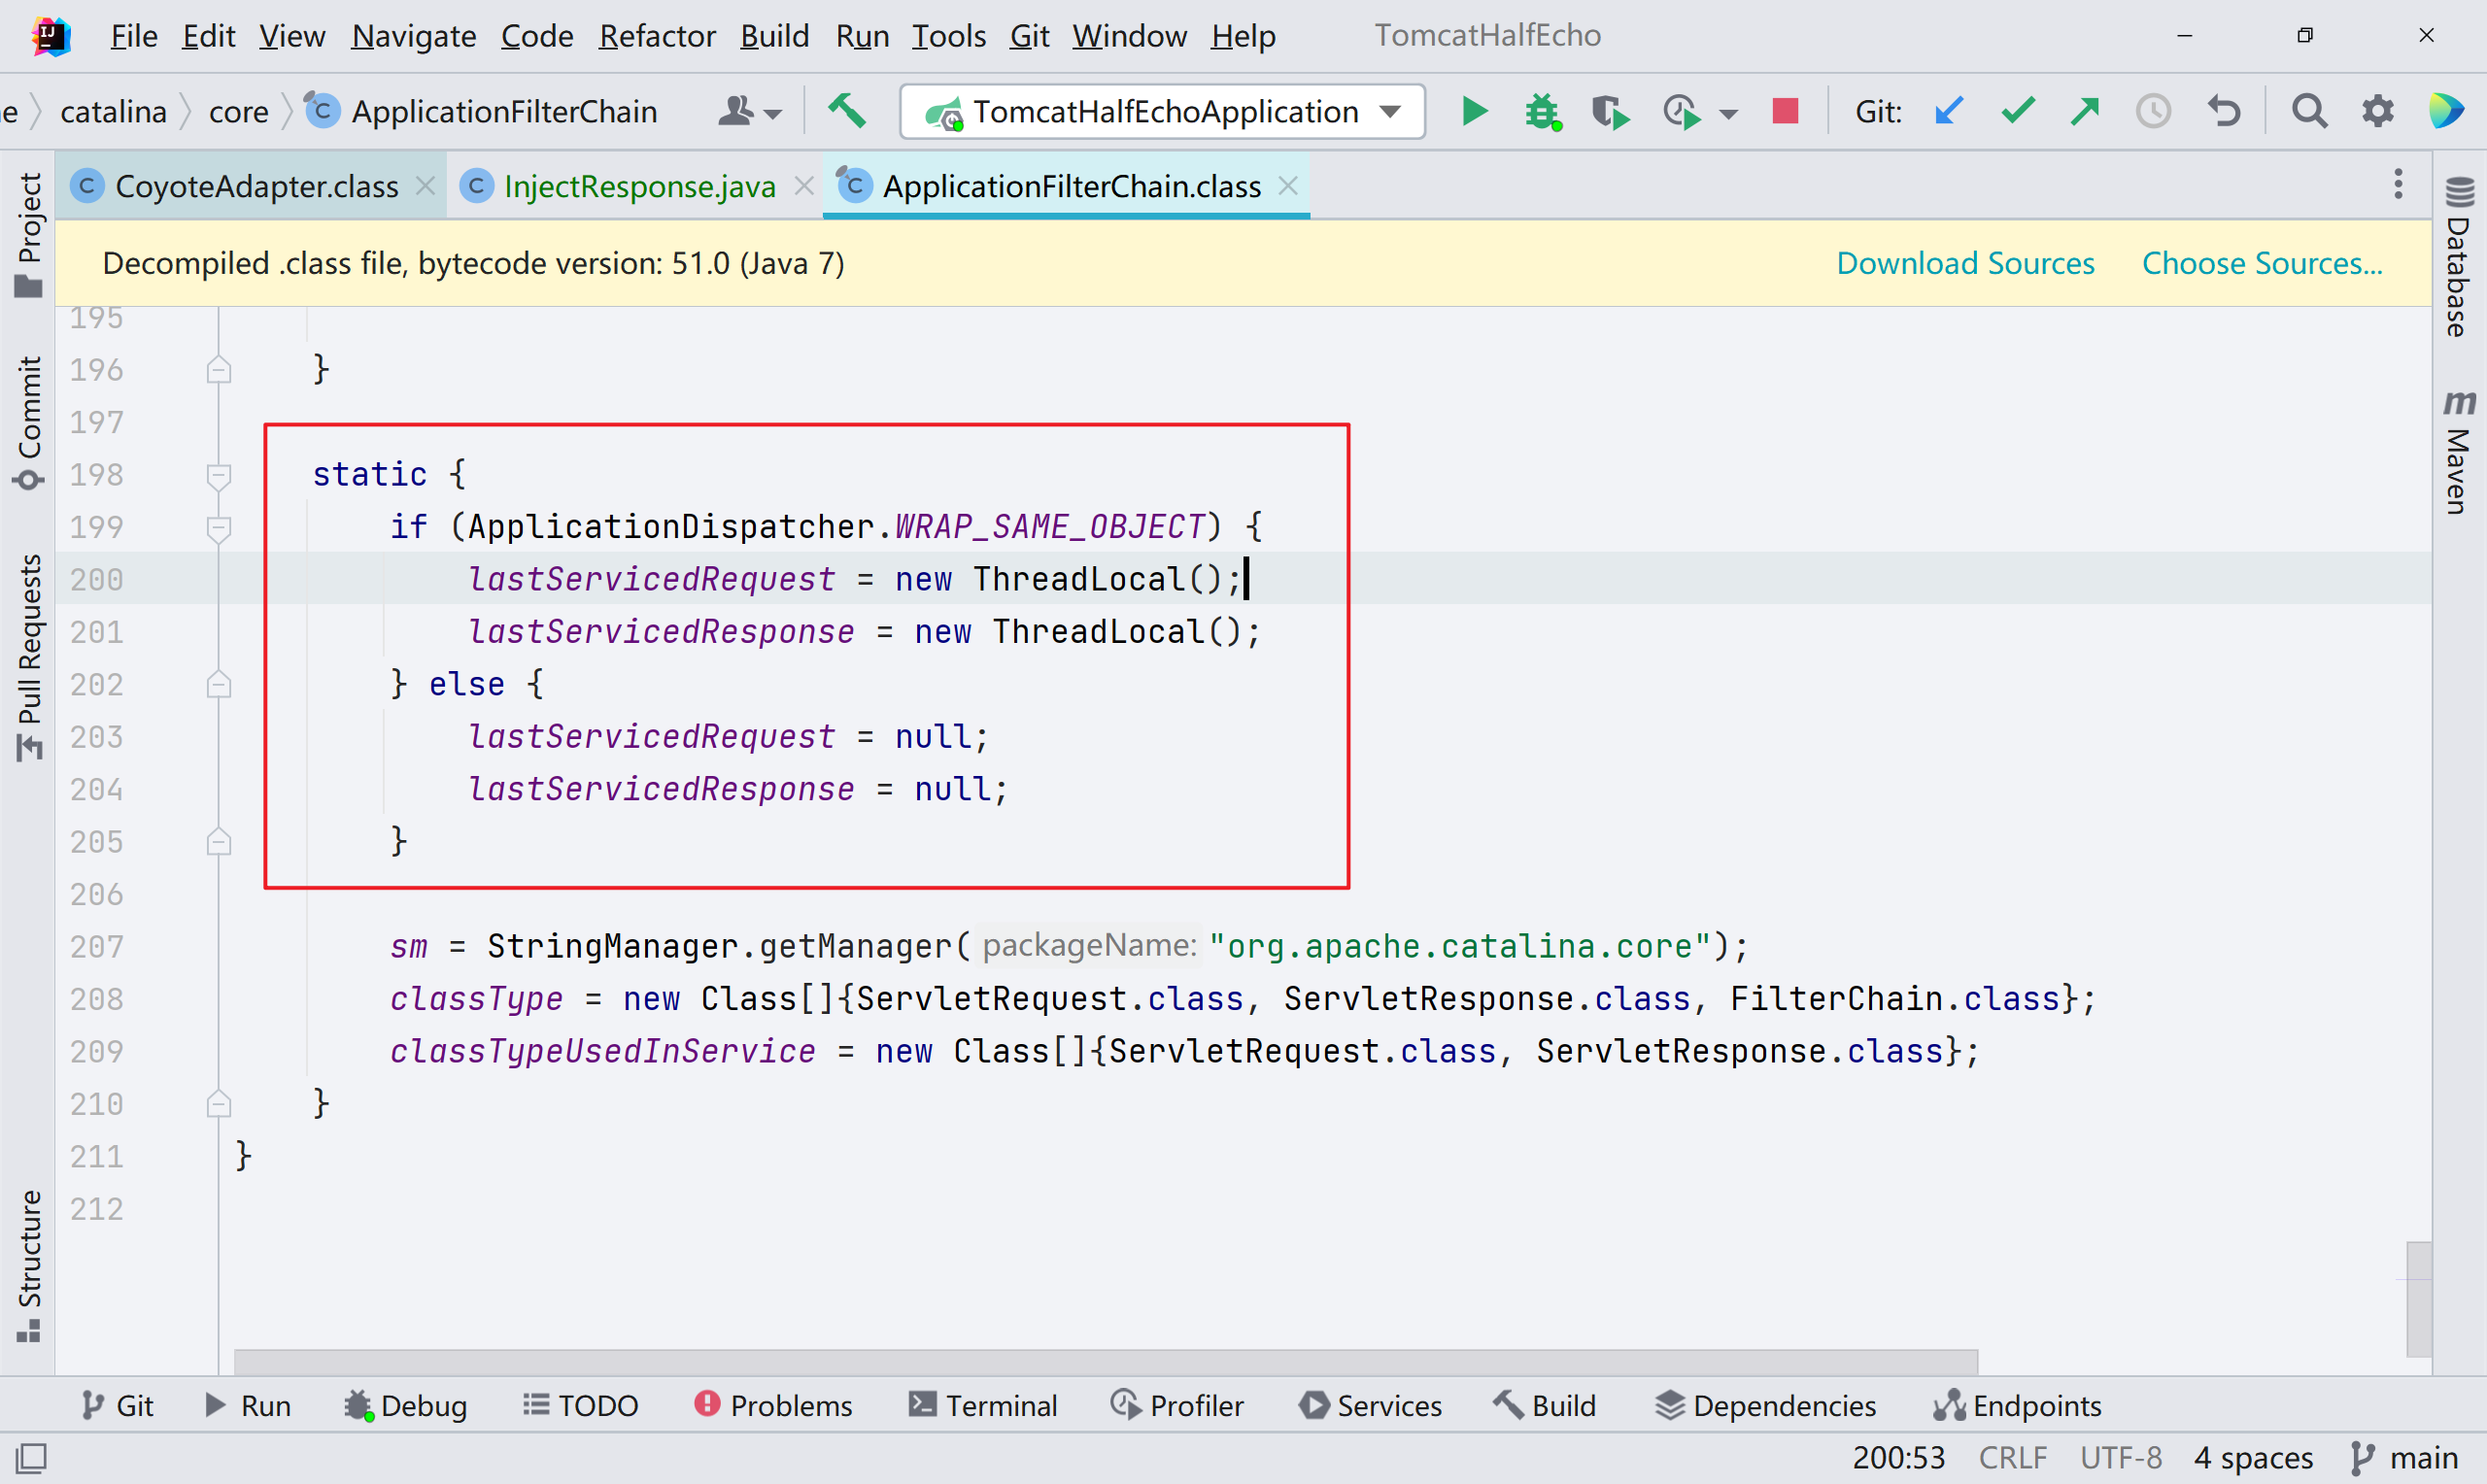 File Edit View Navigate Code Refactor Build Run Tools Git Window Help TomcatHalfEcho
e catalina core ApplicationFilterChain TomcatHalfEchoApplication Git:
CoyoteAdapter.class InjectResponse.java ApplicationFilterChain.class
Decompiled .class file, bytecode version: 51.0 (Java 7) Download Sources Choose Sources...
195
196 }
197
198 static {
199 if (ApplicationDispatcher.WRAP_SAME_OBJECT) {
200 lastServicedRequest = new ThreadLocal();
201 lastServicedResponse = new ThreadLocal();
202 } else {
203 lastServicedRequest = null;
204 lastServicedResponse = null;
205 }
206
207 sm = StringManager.getManager( packageName: "org.apache.catalina.core");
208 classType = new Class[]{ServletRequest.class, ServletResponse.class, FilterChain.class};
209 classTypeUsedInService = new Class[]{ServletRequest.class, ServletResponse.class};
210 }
211 }
212
Project
Commit
Pull Requests
Structure
Database
Maven
Git Run Debug TODO Problems Terminal Profiler Services Build Dependencies Endpoints
200:53 CRLF UTF-8 4 spaces main